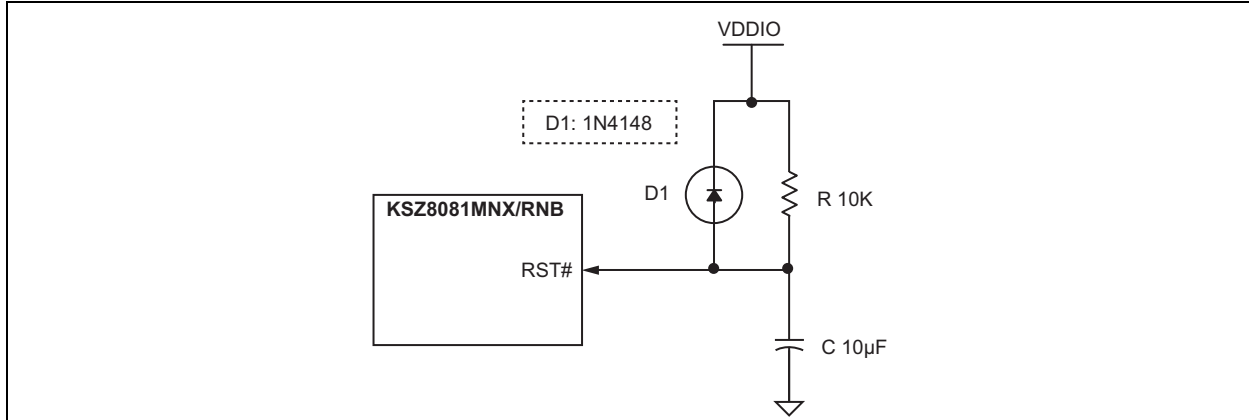 VDDIO
D1: 1N4148
D1
R 10K
KSZ8081MNX/RNB
RST#
C 10µF